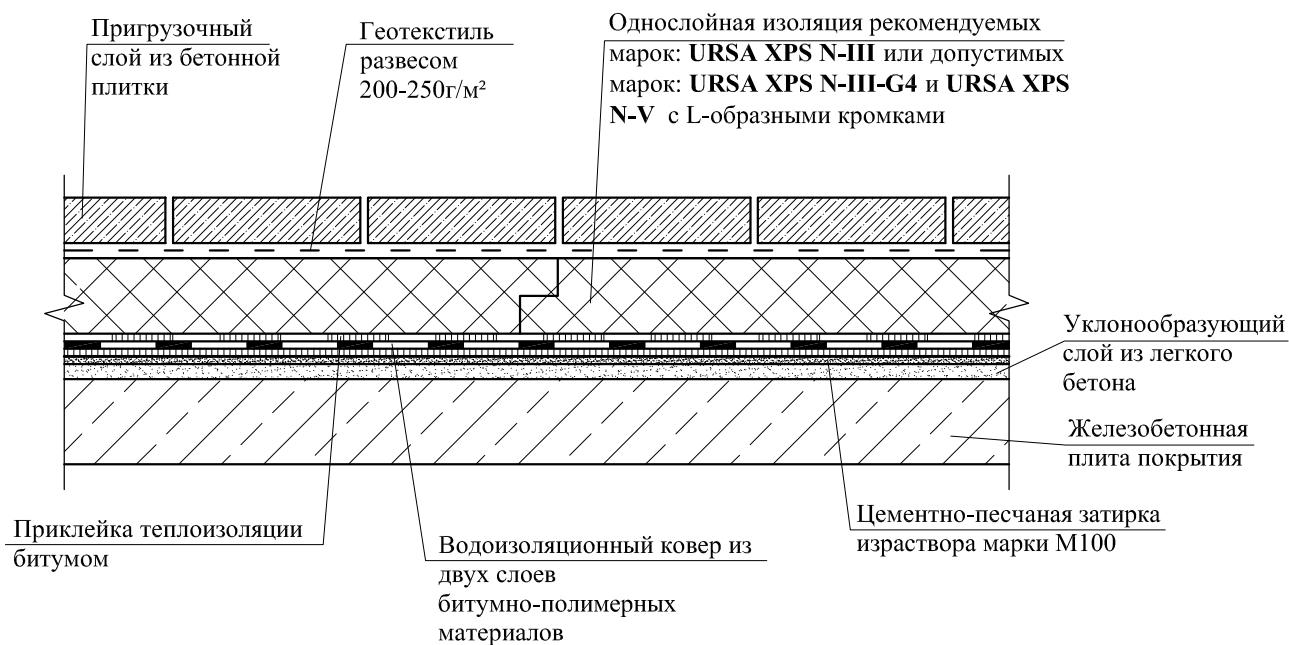 Пригрузочный
слой из бетонной
плитки
Геотекстиль
развесом
200-250г/м²
Однослойная изоляция рекомендуемых
марок: URSA XPS N-III или допустимых
марок: URSA XPS N-III-G4 и URSA XPS
N-V с L-образными кромками
Уклонообразующий
слой из легкого
бетона
Железобетонная
плита покрытия
Цементно-песчаная затирка
израствора марки М100
Приклейка теплоизоляции
битумом
Водоизоляционный ковер из
двух слоев
битумно-полимерных
материалов